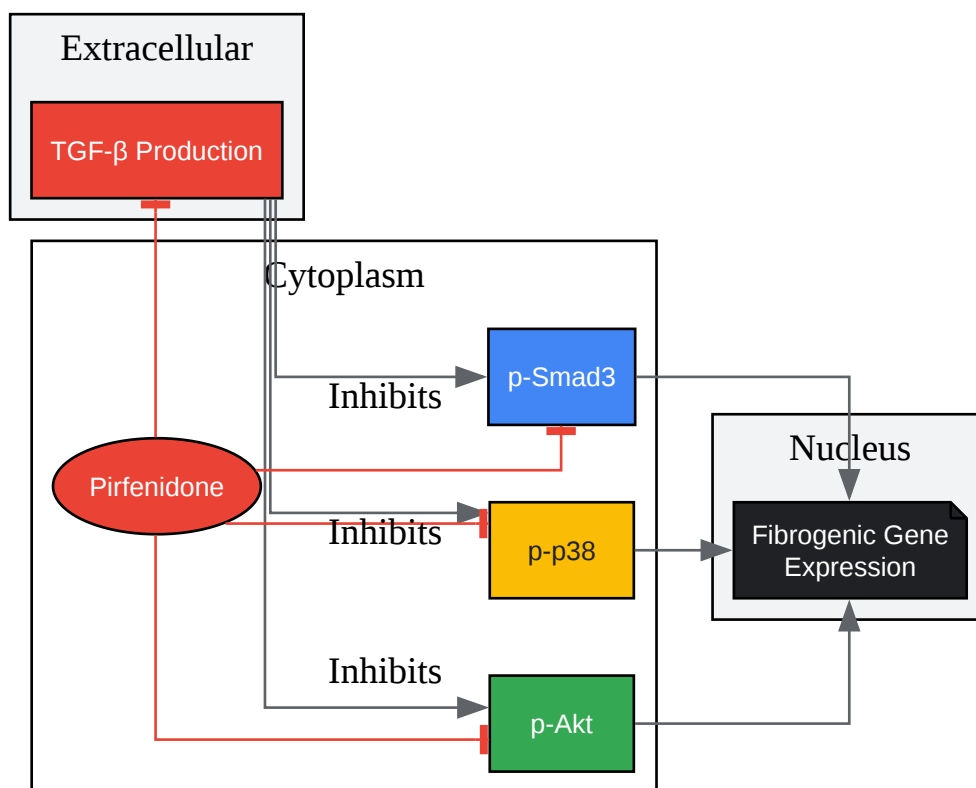 Extracellular
TGF-β Production
Cytoplasm
p-Smad3
Inhibits
Nucleus
Pirfenidone
Inhibits
p-p38
Fibrogenic Gene
Expression
Inhibits
p-Akt